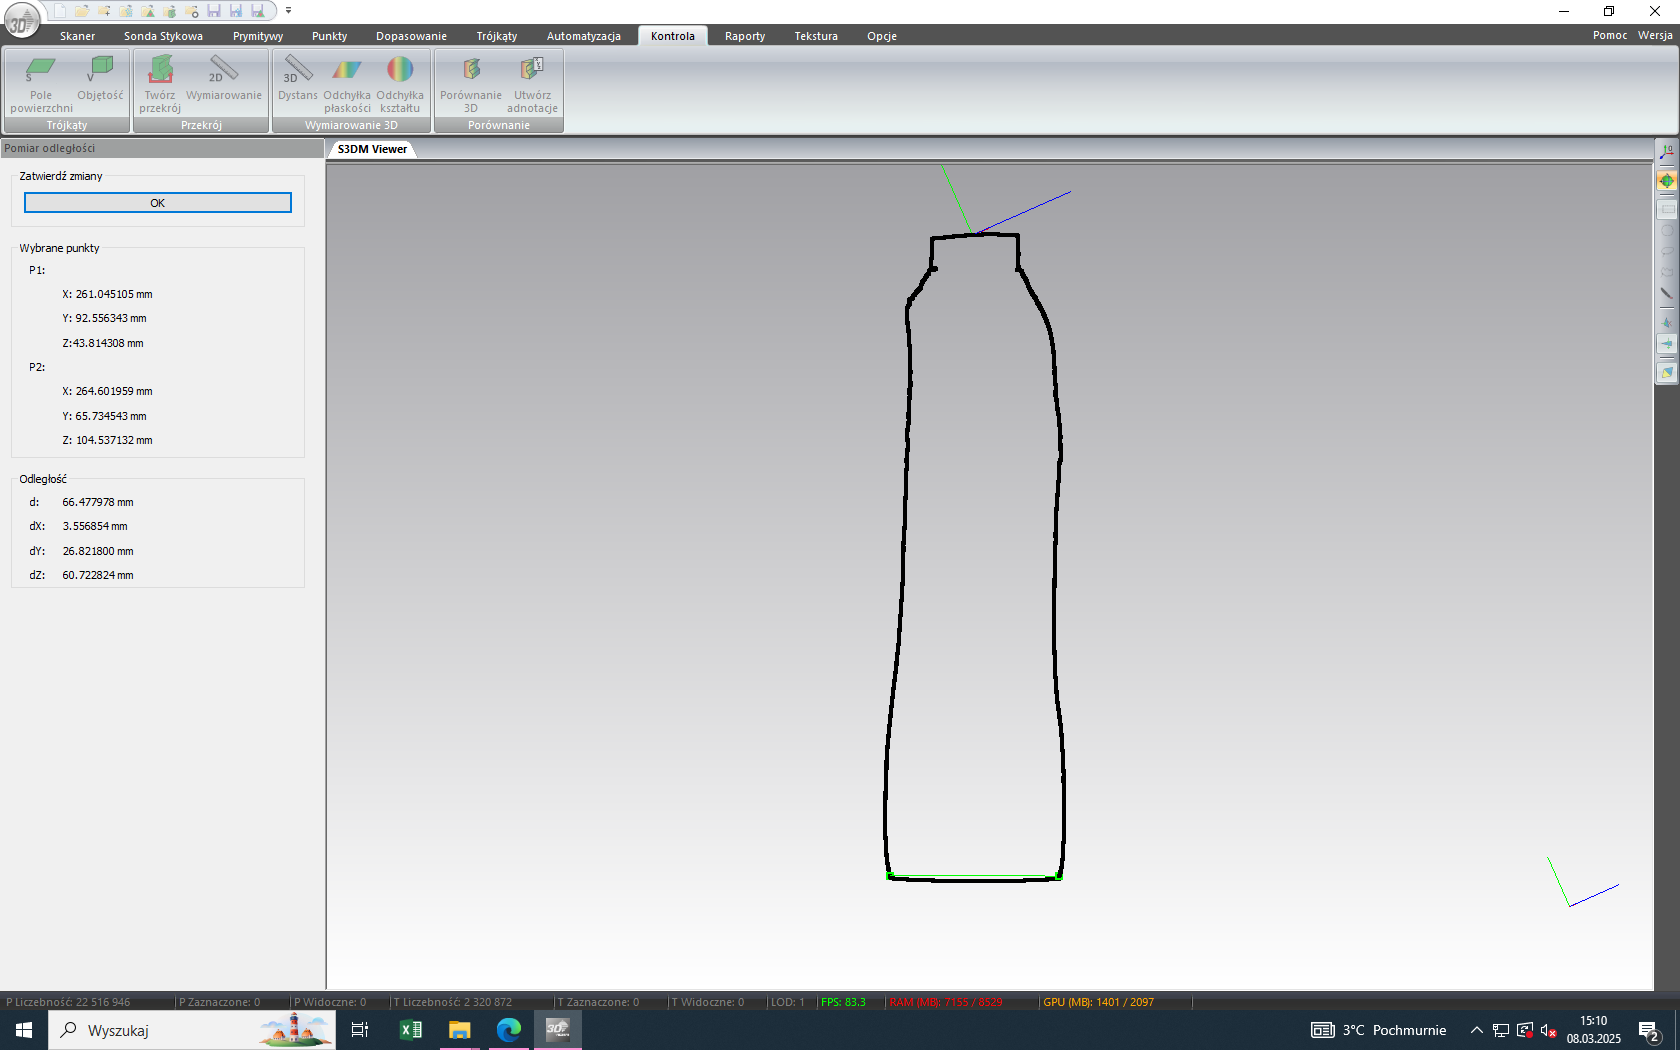 3D
Skaner
Sonda Stykowa
Prymitywy
Punkty
Dopasowanie
Trójkąty
Automatyzacja
Kontrola
Raporty
Tekstura
Opcje
Pomoc
Wersja
S
Pole
powierzchni
V
Objętość
Trójkąty
Twórz
przekrój
2D
Wymiarowanie
Przekrój
3D
Dystans
Odchyłka
płaskości
Odchyłka
kształtu
Wymiarowanie 3D
Porównanie
3D
Utwórz
adnotacje
Porównanie
Pomiar odległości
S3DM Viewer
Zatwierdź zmiany
OK
Wybrane punkty
P1:
X: 261.045105 mm
Y: 92.556343 mm
Z:43.814308 mm
P2:
X: 264.601959 mm
Y: 65.734543 mm
Z: 104.537132 mm
Odległość
d: 66.477978 mm
dX: 3.556854 mm
dY: 26.821800 mm
dZ: 60.722824 mm
P Liczebność: 22 516 946
P Zaznaczone: 0
P Widoczne: 0
T Liczebność: 2 320 872
T Zaznaczone: 0
T Widoczne: 0
LOD: 1
FPS: 83.3
RAM (MB): 7155 / 8529
GPU (MB): 1401 / 2097
Wyszukaj
3D
3°C Pochmurnie
15:10
08.03.2025
2